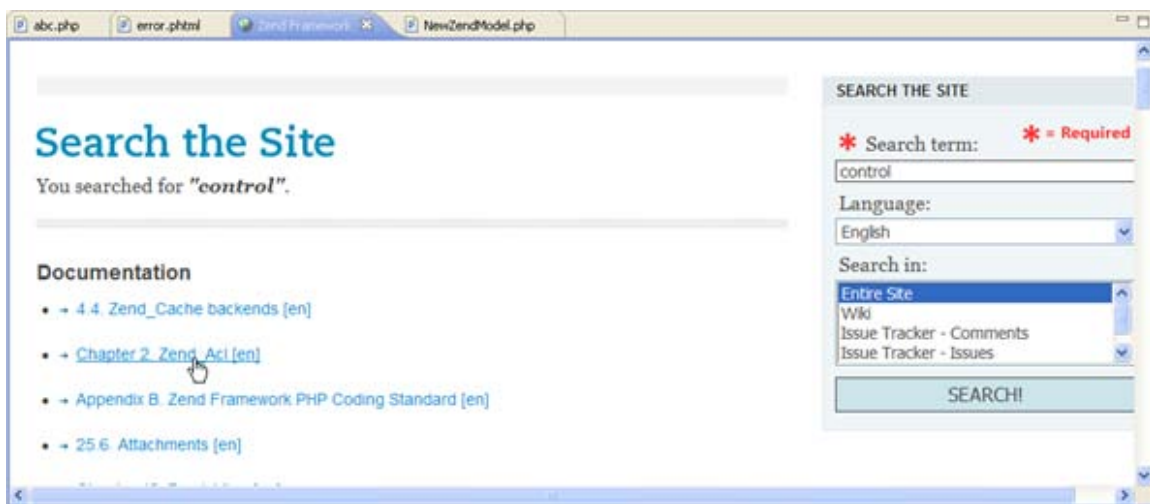 abc.php error.phtml Zend Framework NewZendModel.php
Search the Site
You searched for "control".
Documentation
→ 4.4. Zend_Cache backends [en]
→ Chapter 2. Zend_Acl [en]
→ Appendix B. Zend Framework PHP Coding Standard [en]
→ 25.6. Attachments [en]
SEARCH THE SITE
* = Required
* Search term:
control
Language:
English
Search in:
Entire Site
Wiki
Issue Tracker - Comments
Issue Tracker - Issues
SEARCH!